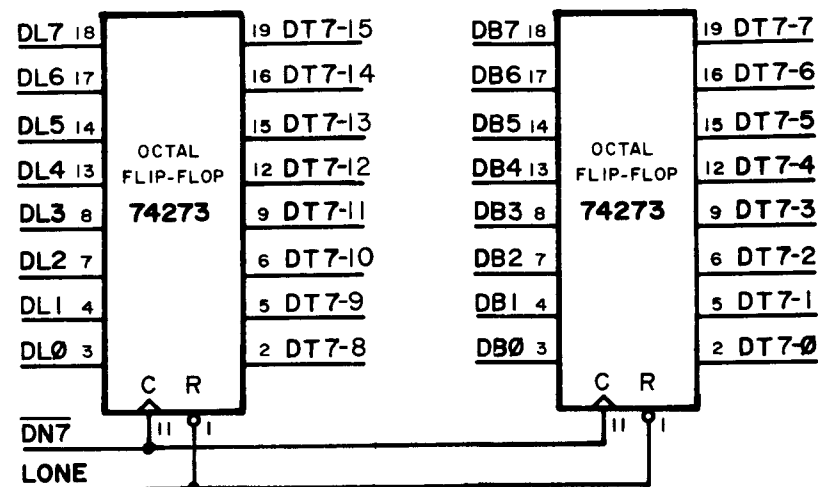 DL7 18 19 DT7-15 DB7 18 19 DT7-7
DL6 17 16 DT7-14 DB6 17 16 DT7-6
DL5 14 15 DT7-13 DB5 14 15 DT7-5
OCTAL OCTAL
DL4 13 FLIP-FLOP 12 DT7-12 DB4 13 FLIP-FLOP 12 DT7-4
DL3 8 74273 9 DT7-11 DB3 8 74273 9 DT7-3
DL2 7 6 DT7-10 DB2 7 6 DT7-2
DL1 4 5 DT7-9 DB1 4 5 DT7-1
DLØ 3 2 DT7-8 DBØ 3 2 DT7-Ø
C R C R
D̅N̅7̅ 11 1 11 1
LONE